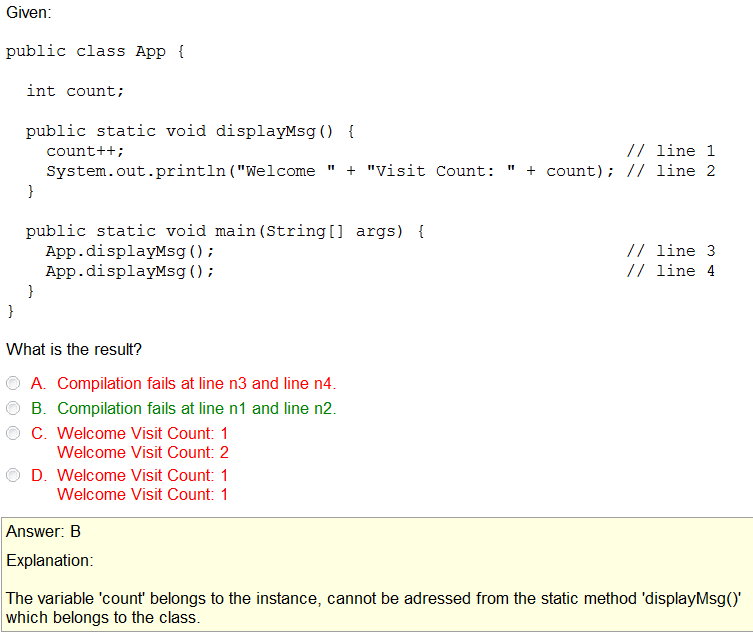 Given:
public class App {
int count;
public static void displayMsg() {
count++; // line 1
System.out.println("Welcome " + "Visit Count: " + count); // line 2
}
public static void main(String[] args) {
App.displayMsg(); // line 3
App.displayMsg(); // line 4
}
}
What is the result?
A. Compilation fails at line n3 and line n4.
B. Compilation fails at line n1 and line n2.
C. Welcome Visit Count: 1
Welcome Visit Count: 2
D. Welcome Visit Count: 1
Welcome Visit Count: 1
Answer: B
Explanation:
The variable 'count' belongs to the instance, cannot be adressed from the static method 'displayMsg()'
which belongs to the class.